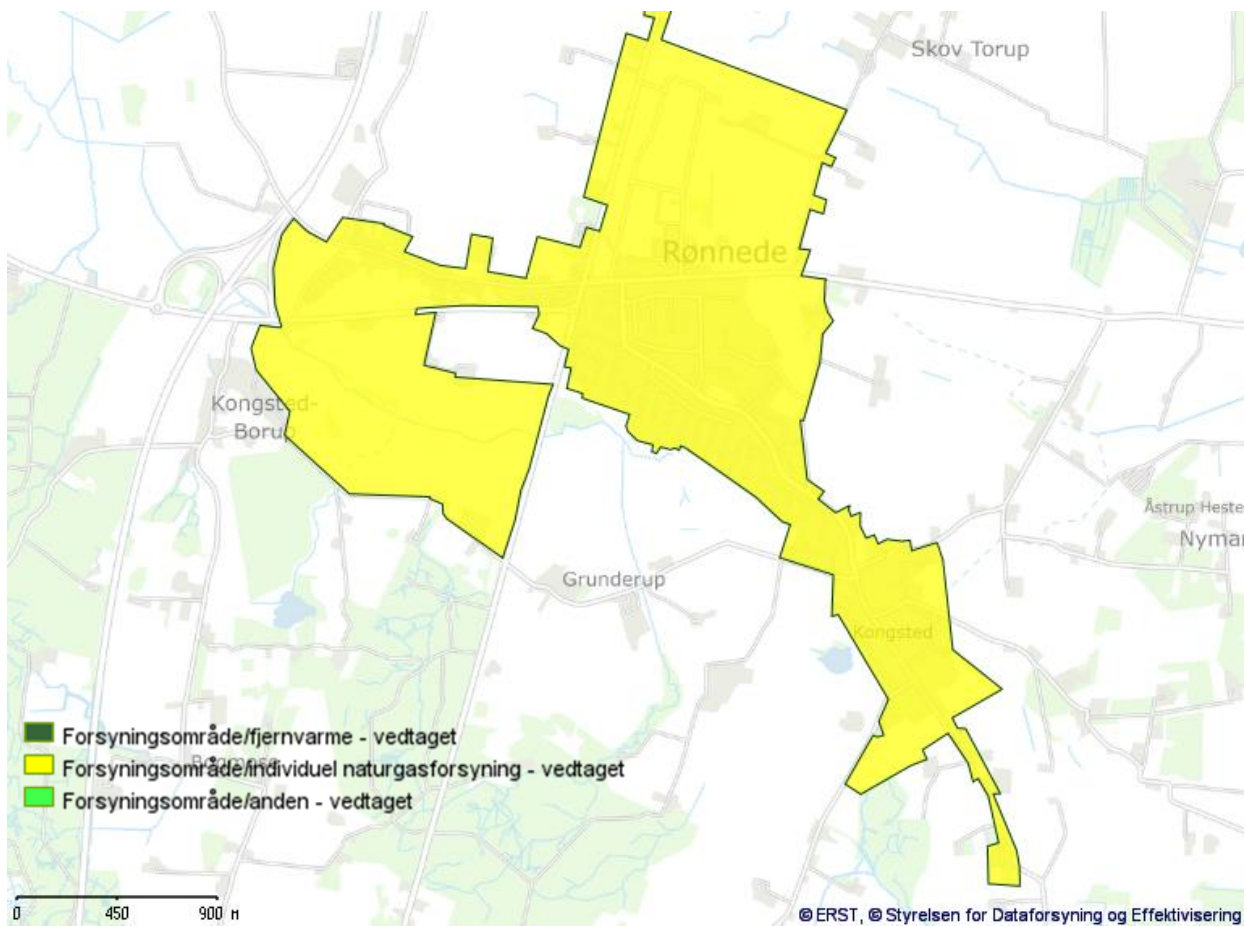 Skov Torup
Rønnede
Kongsted-
Borup
Åstrup Heste
Nymar
Grunderup
Kongsted
Forsyningsområde/fjernvarme - vedtaget
Forsyningsområde/individuel naturgasforsyning - vedtaget
Forsyningsområde/anden - vedtaget
0 450 900 M
© ERST, © Styrelsen for Dataforsyning og Effektivisering